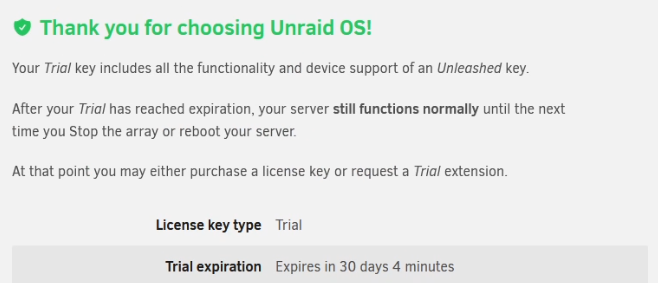 Thank you for choosing Unraid OS!
Your Trial key includes all the functionality and device support of an Unleashed key.
After your Trial has reached expiration, your server still functions normally until the next
time you Stop the array or reboot your server.
At that point you may either purchase a license key or request a Trial extension.
License key type Trial
Trial expiration Expires in 30 days 4 minutes